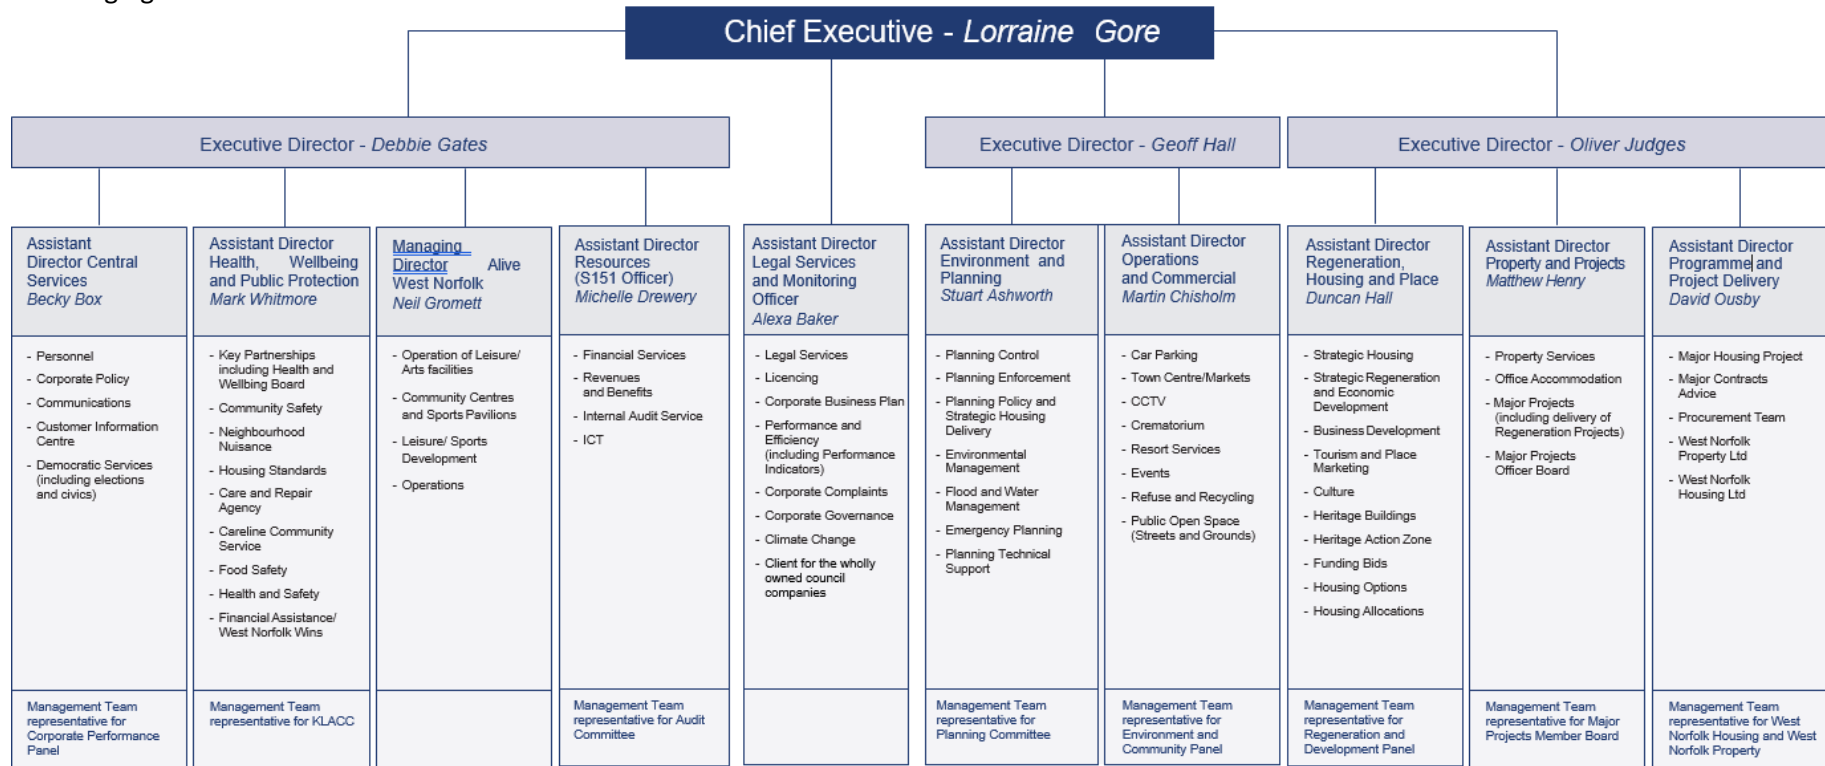 Chief Executive - Lorraine Gore
Executive Director - Debbie Gates
Executive Director - Geoff Hall
Executive Director - Oliver Judges
Assistant
Director Central
Services
Becky Box
- Personnel
- Corporate Policy
- Communications
- Customer Information
Centre
- Democratic Services
(including elections
and civics)
Management Team
representative for
Corporate Performance
Panel
Assistant Director
Health, Wellbeing
and Public Protection
Mark Whitmore
- Key Partnerships
including Health and
Wellbing Board
- Community Safety
- Neighbourhood
Nuisance
- Housing Standards
- Care and Repair
Agency
- Careline Community
Service
- Food Safety
- Health and Safety
- Financial Assistance/
West Norfolk Wins
Management Team
representative for KLACC
Managing
Director Alive
West Norfolk
Neil Gromett
- Operation of Leisure/
Arts facilities
- Community Centres
and Sports Pavilions
- Leisure/ Sports
Development
- Operations
Assistant Director
Resources
(S151 Officer)
Michelle Drewery
- Financial Services
- Revenues
and Benefits
- Internal Audit Service
- ICT
Management Team
representative for Audit
Committee
Assistant Director
Legal Services
and Monitoring
Officer
Alexa Baker
- Legal Services
- Licencing
- Corporate Business Plan
- Performance and
Efficiency
(including Performance
Indicators)
- Corporate Complaints
- Corporate Governance
- Climate Change
- Client for the wholly
owned council
companies
Assistant Director
Environment and
Planning
Stuart Ashworth
- Planning Control
- Planning Enforcement
- Planning Policy and
Strategic Housing
Delivery
- Environmental
Management
- Flood and Water
Management
- Emergency Planning
- Planning Technical
Support
Management Team
representative for
Planning Committee
Assistant Director
Operations
and Commercial
Martin Chisholm
- Car Parking
- Town Centre/Markets
- CCTV
- Crematorium
- Resort Services
- Events
- Refuse and Recycling
- Public Open Space
(Streets and Grounds)
Management Team
representative for
Environment and
Community Panel
Assistant Director
Regeneration,
Housing and Place
Duncan Hall
- Strategic Housing
- Strategic Regeneration
and Economic
Development
- Business Development
- Tourism and Place
Marketing
- Culture
- Heritage Buildings
- Heritage Action Zone
- Funding Bids
- Housing Options
- Housing Allocations
Management Team
representative for
Regeneration and
Development Panel
Assistant Director
Property and Projects
Matthew Henry
- Property Services
- Office Accommodation
- Major Projects
(including delivery of
Regeneration Projects)
- Major Projects
Officer Board
Management Team
representative for Major
Projects Member Board
Assistant Director
Programme and
Project Delivery
David Ousby
- Major Housing Project
- Major Contracts
Advice
- Procurement Team
- West Norfolk
Property Ltd
- West Norfolk
Housing Ltd
Management Team
representative for West
Norfolk Housing and West
Norfolk Property